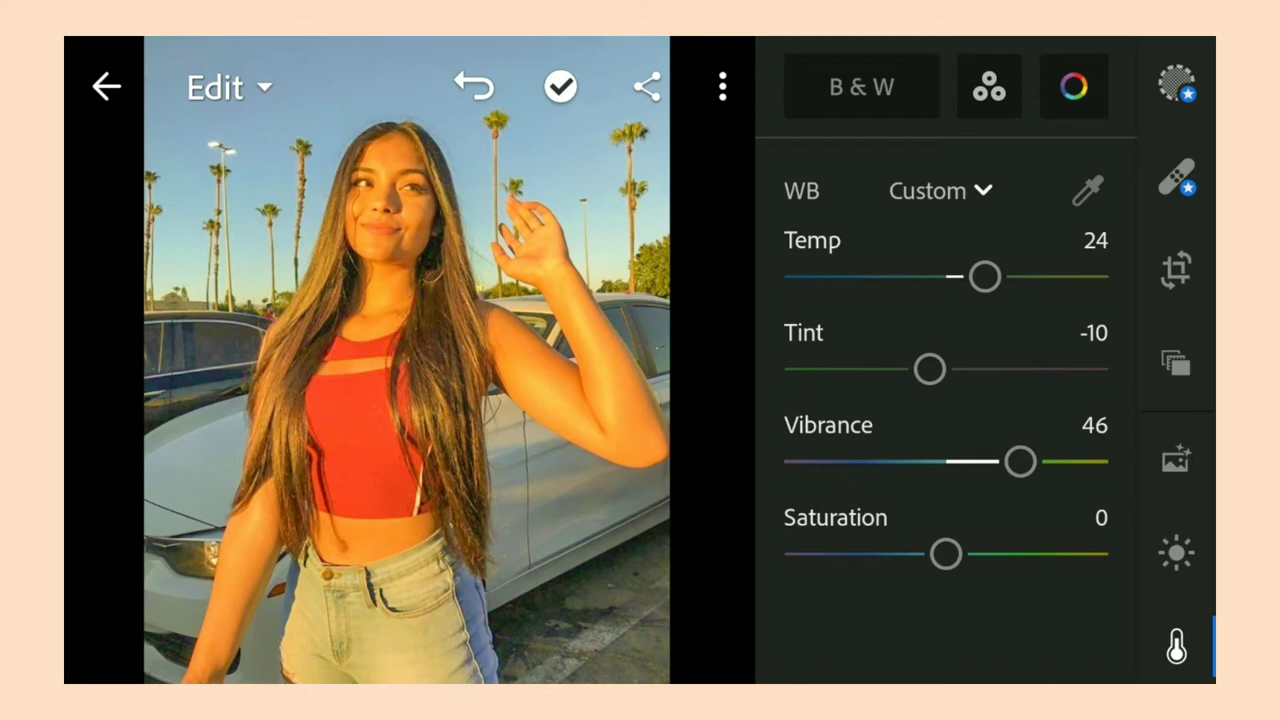 Edit
B & W
WB Custom
Temp 24
Tint -10
Vibrance 46
Saturation 0